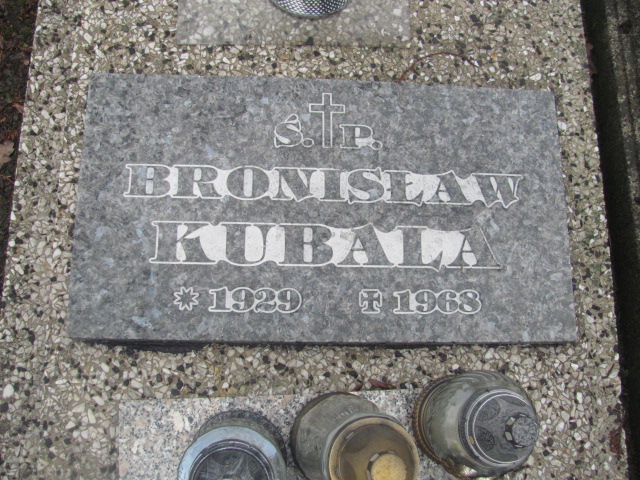 Ś. P.
BRONISŁAW
KUBALA
* 1929 ✝ 1968